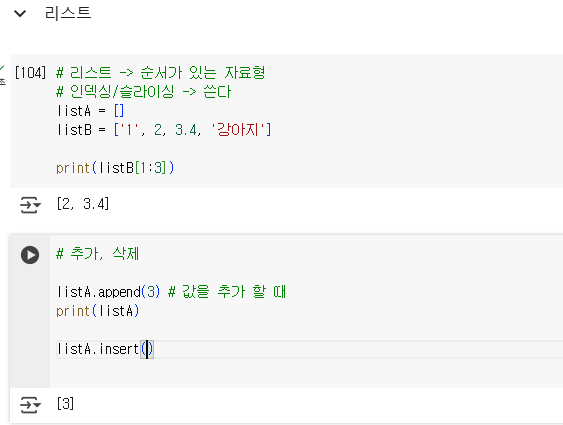 리스트
[104] # 리스트 -> 순서가 있는 자료형
# 인덱싱/슬라이싱 -> 쓴다
listA = []
listB = ['1', 2, 3.4, '강아지']
print(listB[1:3])
[2, 3.4]
# 추가, 삭제
listA.append(3) # 값을 추가 할 때
print(listA)
listA.insert()
[3]